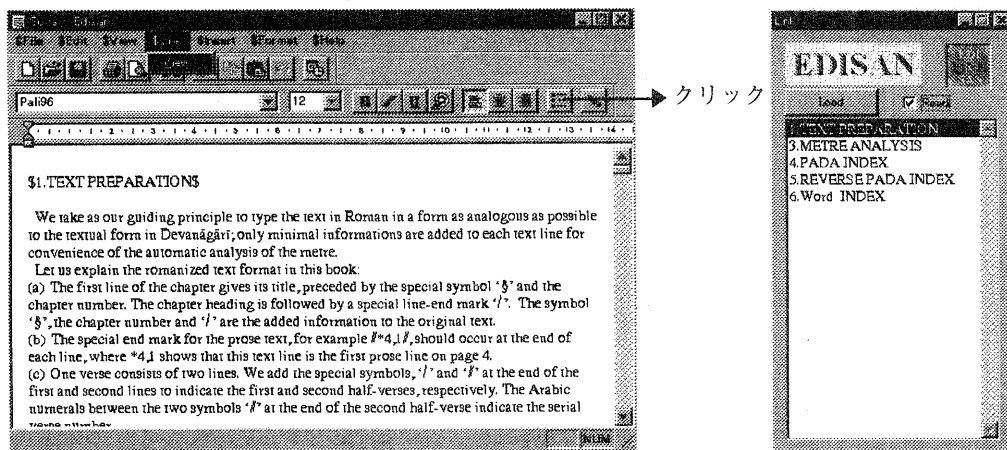 $File $Edit $View $Insert $Format $Help
Pali96 12
$1.TEXT PREPARATION$
We take as our guiding principle to type the text in Roman in a form as analogous as possible
to the textual form in Devanāgārī; only minimal informations are added to each text line for
convenience of the automatic analysis of the metre.
Let us explain the romanized text format in this book:
(a) The first line of the chapter gives its title, preceded by the special symbol ‘§’ and the
chapter number. The chapter heading is followed by a special line-end mark ‘/’. The symbol
‘§’, the chapter number and ‘/’ are the added information to the original text.
(b) The special end mark for the prose text, for example //*4,1//, should occur at the end of
each line, where *4,1 shows that this text line is the first prose line on page 4.
(c) One verse consists of two lines. We add the special symbols, ‘/’ and ‘//’ at the end of the
first and second lines to indicate the first and second half-verses, respectively. The Arabic
numerals between the two symbols ‘//’ at the end of the second half-verse indicate the serial
verse number
NUM
クリック
EDISAN
Load Read
1.TEXT PREPARATION
3.METRE ANALYSIS
4.PADA INDEX
5.REVERSE PADA INDEX
6.Word INDEX